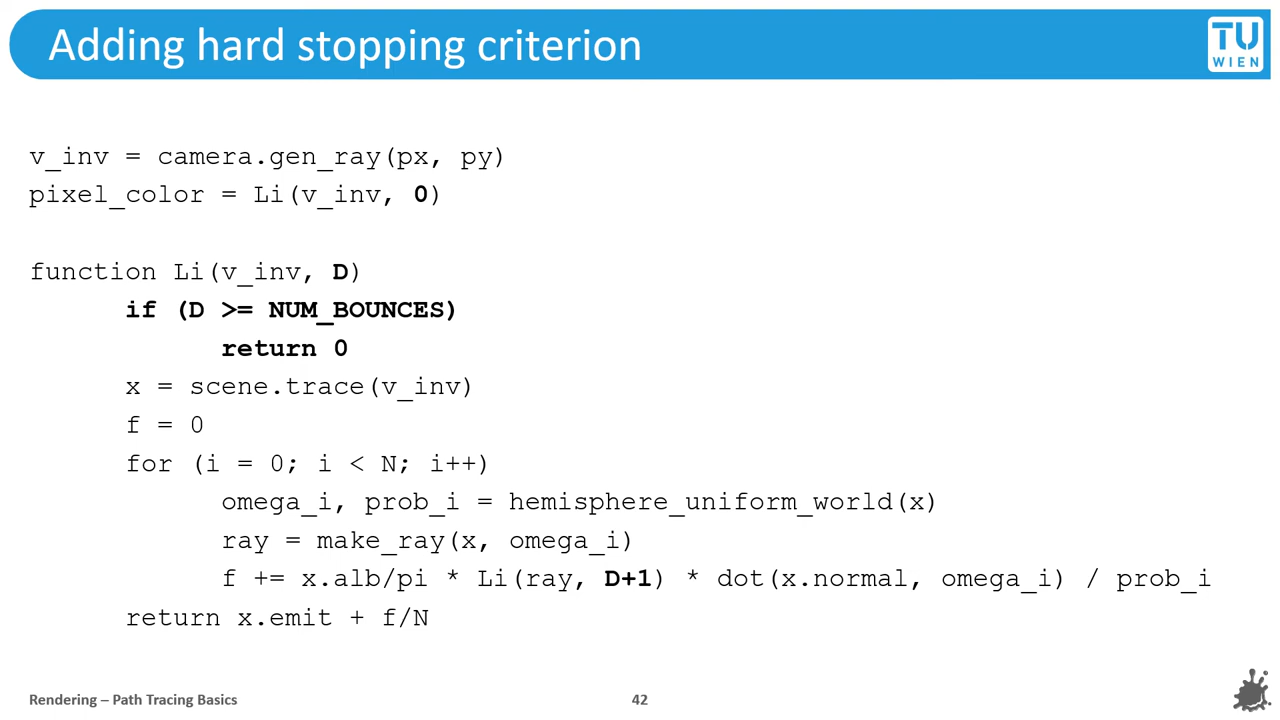 Adding hard stopping criterion
TU
WIEN
v_inv = camera.gen_ray(px, py)
pixel_color = Li(v_inv, 0)
function Li(v_inv, D)
if (D >= NUM_BOUNCES)
return 0
x = scene.trace(v_inv)
f = 0
for (i = 0; i < N; i++)
omega_i, prob_i = hemisphere_uniform_world(x)
ray = make_ray(x, omega_i)
f += x.alb/pi * Li(ray, D+1) * dot(x.normal, omega_i) / prob_i
return x.emit + f/N
Rendering – Path Tracing Basics
42